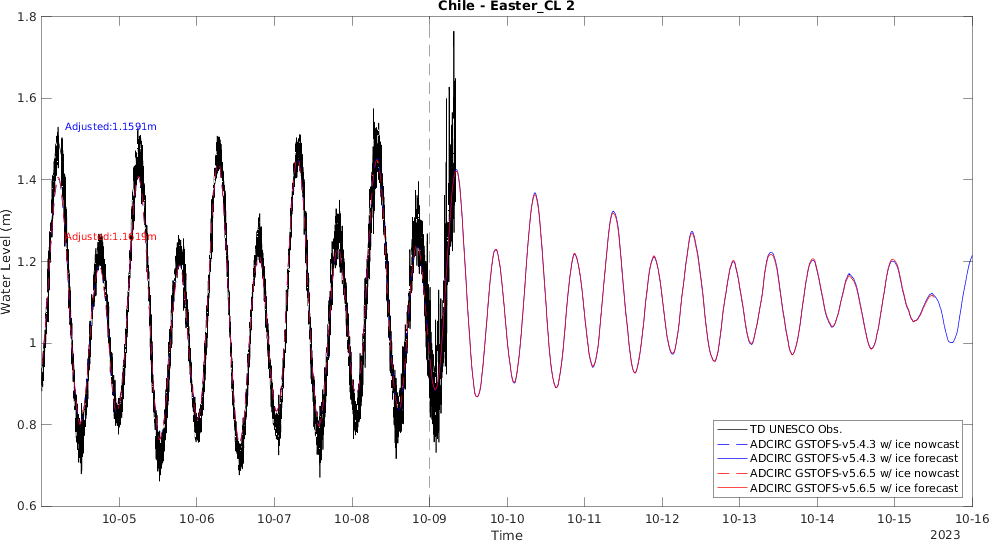 Chile - Easter_CL 2
1.8
1.6
1.4
1.2
1
0.8
0.6
Water Level (m)
Adjusted:1.1591m
Adjusted:1.1619m
TD UNESCO Obs.
ADCIRC GSTOFS-v5.4.3 w/ ice nowcast
ADCIRC GSTOFS-v5.4.3 w/ ice forecast
ADCIRC GSTOFS-v5.6.5 w/ ice nowcast
ADCIRC GSTOFS-v5.6.5 w/ ice forecast
10-05 10-06 10-07 10-08 10-09 10-10 10-11 10-12 10-13 10-14 10-15 10-16
Time
2023